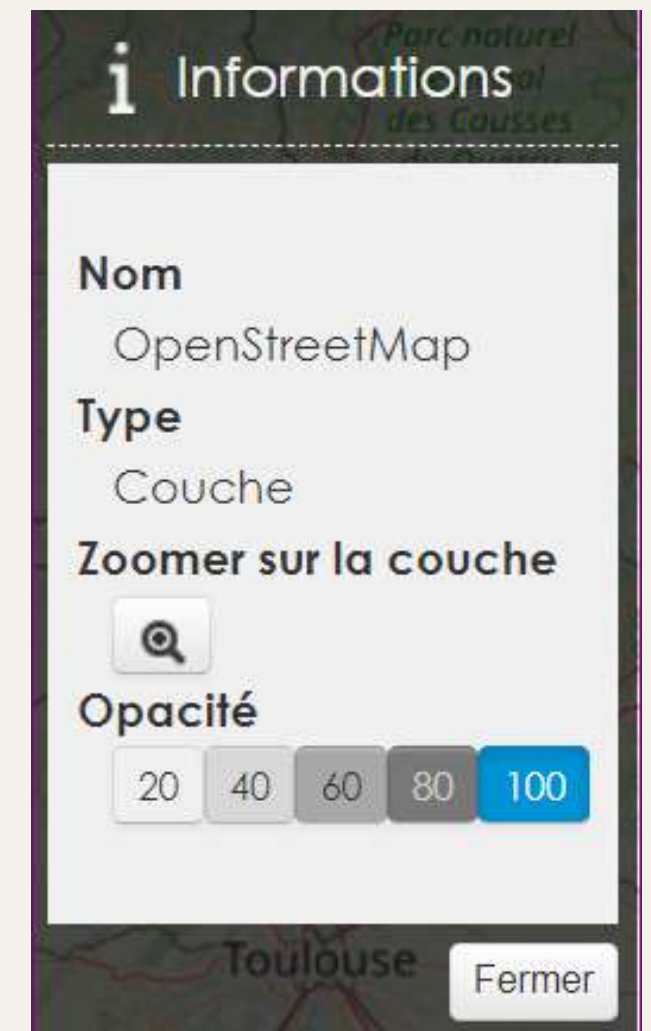 Parc naturel
i Informations
al
des Causses
Nom
OpenStreetMap
Type
Couche
Zoomer sur la couche
Opacité
20 40 60 80 100
Toulouse
Fermer